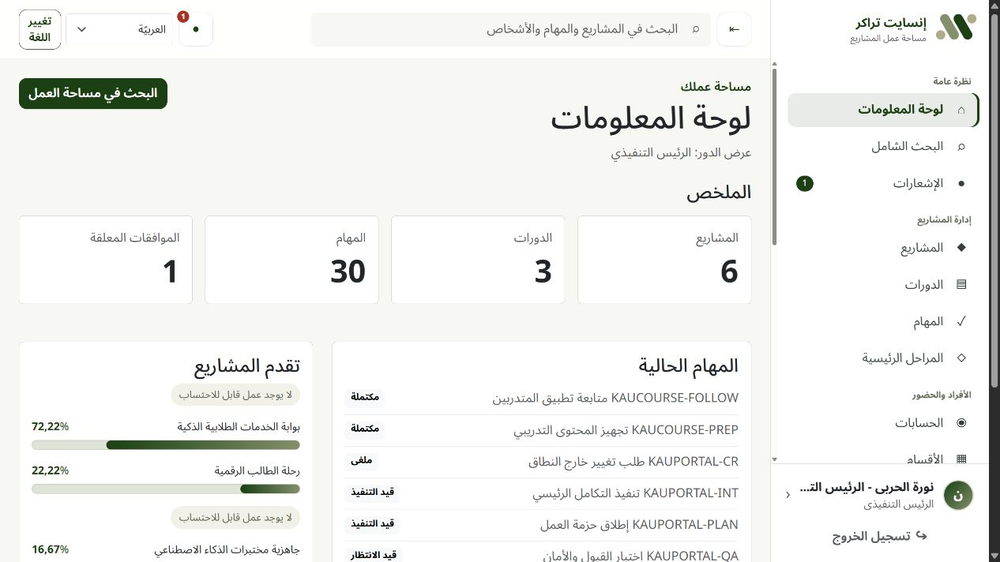 إنسايت تراكر
مساحة عمل المشاريع
نظرة عامة
لوحة المعلومات
البحث الشامل
الإشعارات
1
إدارة المشاريع
المشاريع
الدورات
المهام
المراحل الرئيسية
الأفراد والحضور
الحسابات
الأقسام
نورة الحربي - الرئيس التـ...
ن
الرئيس التنفيذي
تسجيل الخروج
البحث في المشاريع والمهام والأشخاص
1
العربيّة
تغيير
اللغة
مساحة عملك
لوحة المعلومات
عرض الدور: الرئيس التنفيذي
البحث في مساحة العمل
الملخص
المشاريع
6
الدورات
3
المهام
30
الموافقات المعلقة
1
المهام الحالية
KAUCOURSE-FOLLOW متابعة تطبيق المتدربين
مكتملة
KAUCOURSE-PREP تجهيز المحتوى التدريبي
مكتملة
KAUPORTAL-CR طلب تغيير خارج النطاق
ملغى
KAUPORTAL-INT تنفيذ التكامل الرئيسي
قيد التنفيذ
KAUPORTAL-PLAN إطلاق حزمة العمل
قيد التنفيذ
KAUPORTAL-QA اختبار القبول والأمان
قيد الانتظار
تقدم المشاريع
لا يوجد عمل قابل للاحتساب
بوابة الخدمات الطلابية الذكية
72,22%
رحلة الطالب الرقمية
22,22%
لا يوجد عمل قابل للاحتساب
جاهزية مختبرات الذكاء الاصطناعي
16,67%